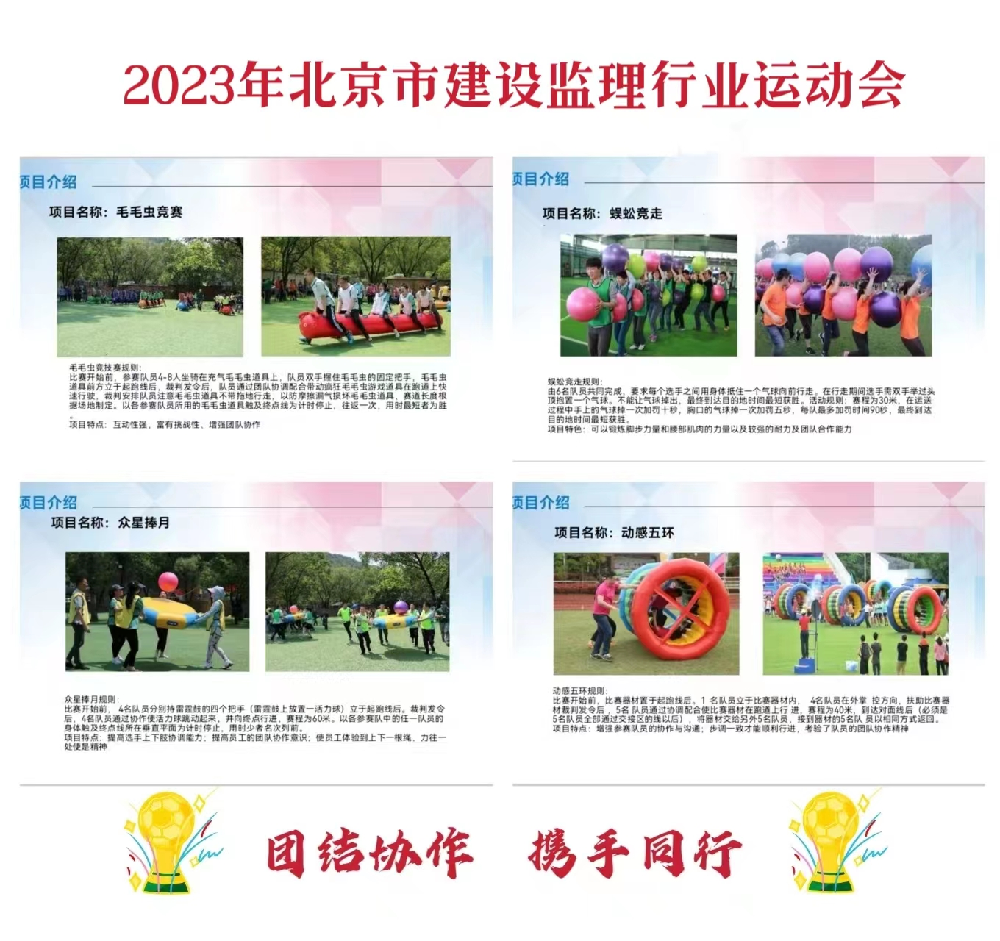 2023年北京市建设监理行业运动会
项目介绍
项目名称：毛毛虫竞赛
毛毛虫竞技赛规则：
比赛开始前，参赛队员4-8人坐骑在充气毛毛虫道具上，队员双手握住毛毛虫的固定把手，毛毛虫
道具前方立于起跑线后，裁判发令后，队员通过团队协调配合带动疯狂毛毛虫游戏道具在跑道上快
速行驶，裁判安排队员注意毛毛虫道具不带拖地行走，以防摩擦漏气损坏毛毛虫道具，赛道长度根
据场地制定。以各参赛队员所用的毛毛虫道具触及终点线为计时停止，往返一次，用时最短者为胜
。
项目特点：互动性强，富有挑战性、增强团队协作
项目介绍
项目名称：蜈蚣竞走
蜈蚣竞走规则：
由6名队员共同完成，要求每个选手之间用身体抵住一个气球向前行走。在行走期间选手需双手举过头
顶抱置一个气球。不能让气球掉出，最终到达目的地时间最短获胜。活动规则：赛程为30米，在运送
过程中手上的气球掉一次加罚十秒，胸口的气球掉一次加罚五秒，每队最多加罚时间90秒，最终到达
目的地时间最短获胜。
项目特色：可以锻炼脚步力量和腰部肌肉的力量以及较强的耐力及团队合作能力
项目介绍
项目名称：众星捧月
众星捧月规则：
比赛开始前， 4名队员分别持雷霆鼓的四个把手（雷霆鼓上放置一活力球）立于起跑线后。裁判发令
后，4名队员通过协作使活力球跳动起来，并向终点行进，赛程为60米。以各参赛队中的任一队员的
身体触及终点线所在垂直平面为计时停止，用时少者名次列前。
项目特点：提高选手上下肢协调能力；提高员工的团队协作意识；使员工体验到上下一根绳，力往一
处使是精神
项目介绍
项目名称：动感五环
动感五环规则：
比赛开始前，比赛器材置于起跑线后。1 名队员立于比赛器材内， 4名队员在外掌 控方向，扶助比赛器
材裁判发令后 ，5名 队员通过协调配合使比赛器材在跑道上行 进，赛程为40米，到达对面线后（必须是
5名队员全部通过交接区的线以后），将器材交给另外5名队员，接到器材的5名队 员以相同方式返回。
项目特点：增强参赛队员的协作与沟通；步调一致才能顺利行进，考验了队员的团队协作精神
团结协作 携手同行